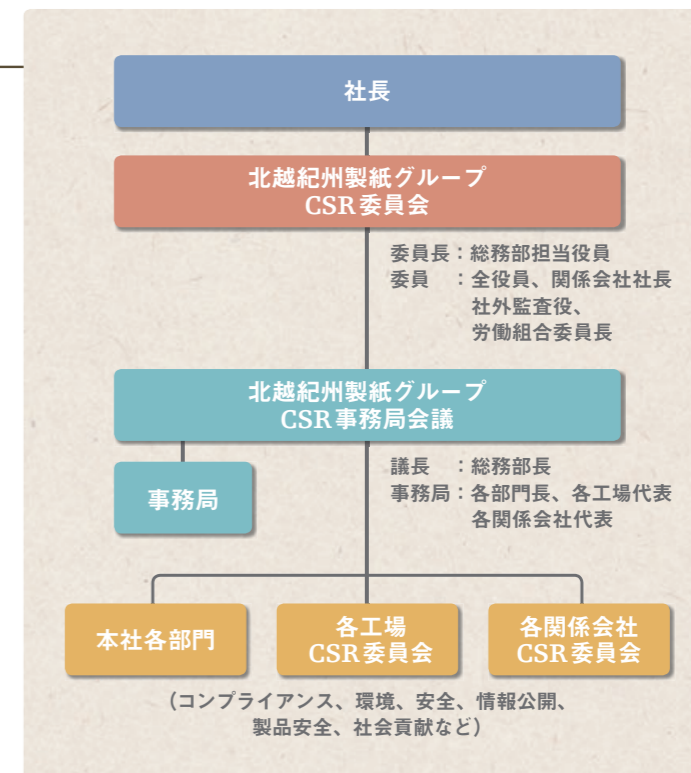 社長
北越紀州製紙グループ
CSR委員会
委員長：総務部担当役員
委員　：全役員、関係会社社長
社外監査役、
労働組合委員長
北越紀州製紙グループ
CSR事務局会議
議長　：総務部長
事務局：各部門長、各工場代表
各関係会社代表
事務局
本社各部門
各工場
CSR委員会
各関係会社
CSR委員会
（コンプライアンス、環境、安全、情報公開、
製品安全、社会貢献など）